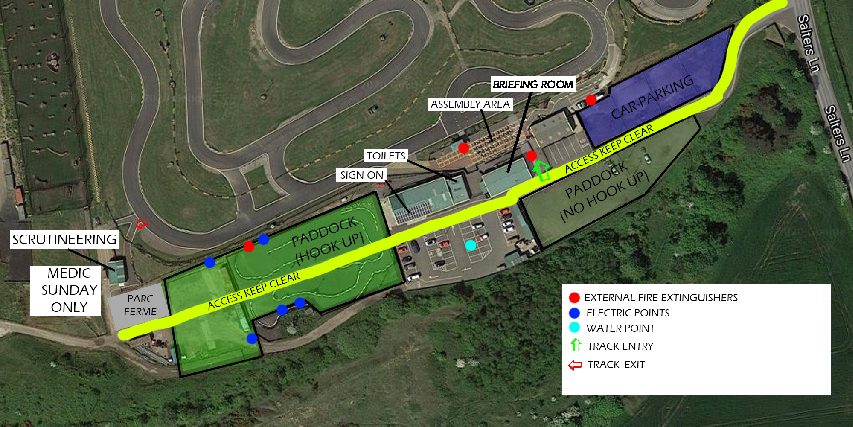 Salters Ln
Salters Ln
CAR-PARKING
BRIEFING ROOM
ASSEMBLY AREA
ACCESS KEEP CLEAR
TOILETS
SIGN ON
PADDOCK
(NO HOOK UP)
PADDOCK
(HOOK UP)
SCRUTINEERING
MEDIC
SUNDAY
ONLY
PARC
FERME
ACCESS KEEP CLEAR
EXTERNAL FIRE EXTINGUISHERS
ELECTRIC POINTS
WATER POINT
TRACK ENTRY
TRACK EXIT